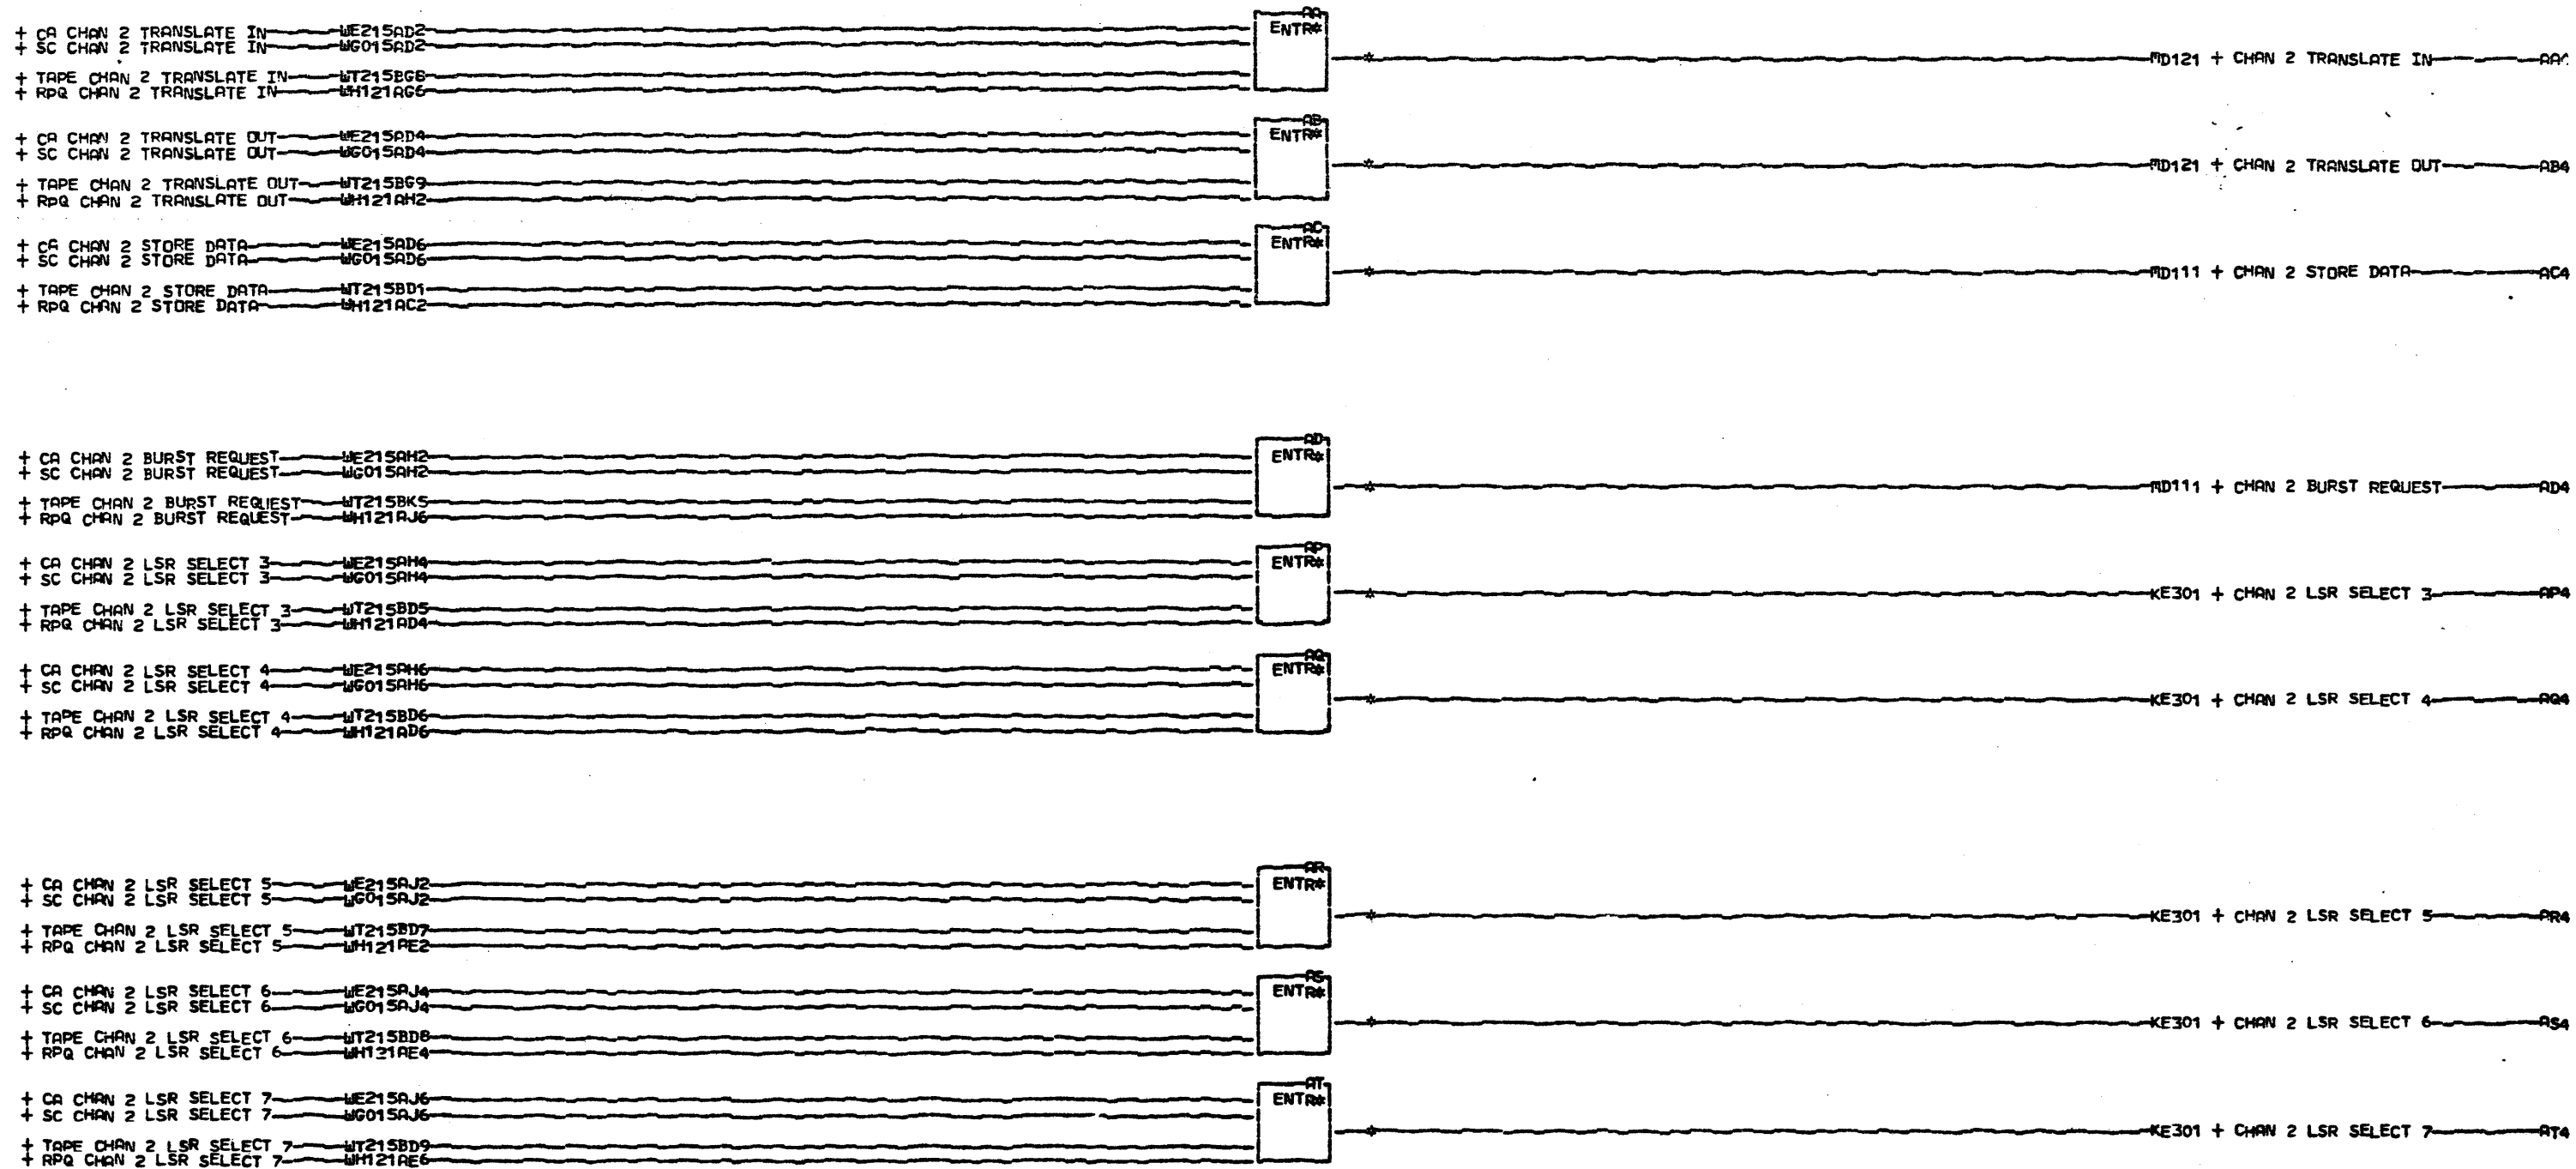 + CA CHAN 2 TRANSLATE IN WE215AD2
+ SC CHAN 2 TRANSLATE IN WG015AD2
+ TAPE CHAN 2 TRANSLATE IN WT215BG8
+ RPQ CHAN 2 TRANSLATE IN WH121AG6
AA
ENTR*
* MD121 + CHAN 2 TRANSLATE IN
+ CA CHAN 2 TRANSLATE OUT WE215AD4
+ SC CHAN 2 TRANSLATE OUT WG015AD4
+ TAPE CHAN 2 TRANSLATE OUT WT215BG9
+ RPQ CHAN 2 TRANSLATE OUT WH121AH2
AB
ENTR*
* MD121 + CHAN 2 TRANSLATE OUT AB4
+ CA CHAN 2 STORE DATA WE215AD6
+ SC CHAN 2 STORE DATA WG015AD6
+ TAPE CHAN 2 STORE DATA WT215BD1
+ RPQ CHAN 2 STORE DATA WH121AC2
AC
ENTR*
* MD111 + CHAN 2 STORE DATA AC4
+ CA CHAN 2 BURST REQUEST WE215AH2
+ SC CHAN 2 BURST REQUEST WG015AH2
+ TAPE CHAN 2 BURST REQUEST WT215BK5
+ RPQ CHAN 2 BURST REQUEST WH121AJ6
AD
ENTR*
* MD111 + CHAN 2 BURST REQUEST AD4
+ CA CHAN 2 LSR SELECT 3 WE215AH4
+ SC CHAN 2 LSR SELECT 3 WG015AH4
+ TAPE CHAN 2 LSR SELECT 3 WT215BD5
+ RPQ CHAN 2 LSR SELECT 3 WH121AD4
AP
ENTR*
* KE301 + CHAN 2 LSR SELECT 3 AP4
+ CA CHAN 2 LSR SELECT 4 WE215AH6
+ SC CHAN 2 LSR SELECT 4 WG015AH6
+ TAPE CHAN 2 LSR SELECT 4 WT215BD6
+ RPQ CHAN 2 LSR SELECT 4 WH121AD6
AQ
ENTR*
* KE301 + CHAN 2 LSR SELECT 4 AQ4
+ CA CHAN 2 LSR SELECT 5 WE215AJ2
+ SC CHAN 2 LSR SELECT 5 WG015AJ2
+ TAPE CHAN 2 LSR SELECT 5 WT215BD7
+ RPQ CHAN 2 LSR SELECT 5 WH121AE2
AR
ENTR*
* KE301 + CHAN 2 LSR SELECT 5 AR4
+ CA CHAN 2 LSR SELECT 6 WE215AJ4
+ SC CHAN 2 LSR SELECT 6 WG015AJ4
+ TAPE CHAN 2 LSR SELECT 6 WT215BD8
+ RPQ CHAN 2 LSR SELECT 6 WH121AE4
AS
ENTR*
* KE301 + CHAN 2 LSR SELECT 6 AS4
+ CA CHAN 2 LSR SELECT 7 WE215AJ6
+ SC CHAN 2 LSR SELECT 7 WG015AJ6
+ TAPE CHAN 2 LSR SELECT 7 WT215BD9
+ RPQ CHAN 2 LSR SELECT 7 WH121AE6
AT
ENTR*
* KE301 + CHAN 2 LSR SELECT 7 AT4